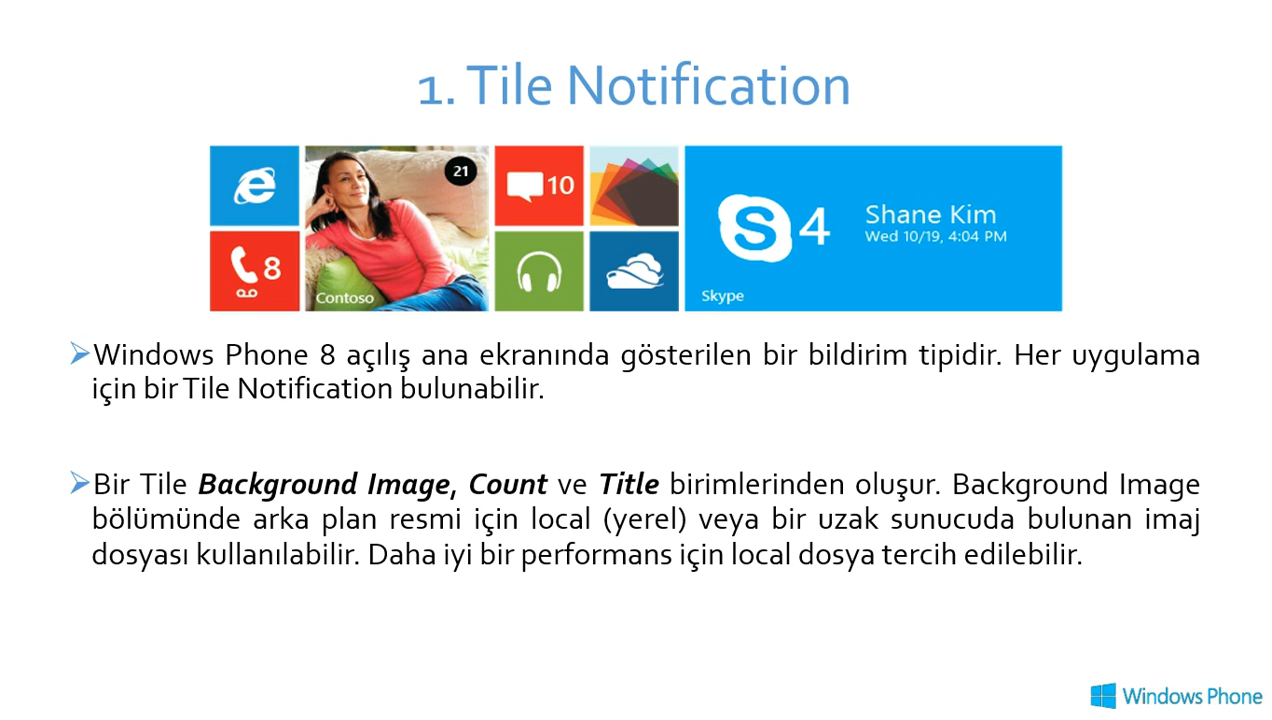 1. Tile Notification
21
10
8
Contoso
4
Shane Kim
Wed 10/19, 4:04 PM
Skype
➢Windows Phone 8 açılış ana ekranında gösterilen bir bildirim tipidir. Her uygulama
için bir Tile Notification bulunabilir.
➢Bir Tile Background Image, Count ve Title birimlerinden oluşur. Background Image
bölümünde arka plan resmi için local (yerel) veya bir uzak sunucuda bulunan imaj
dosyası kullanılabilir. Daha iyi bir performans için local dosya tercih edilebilir.
Windows Phone